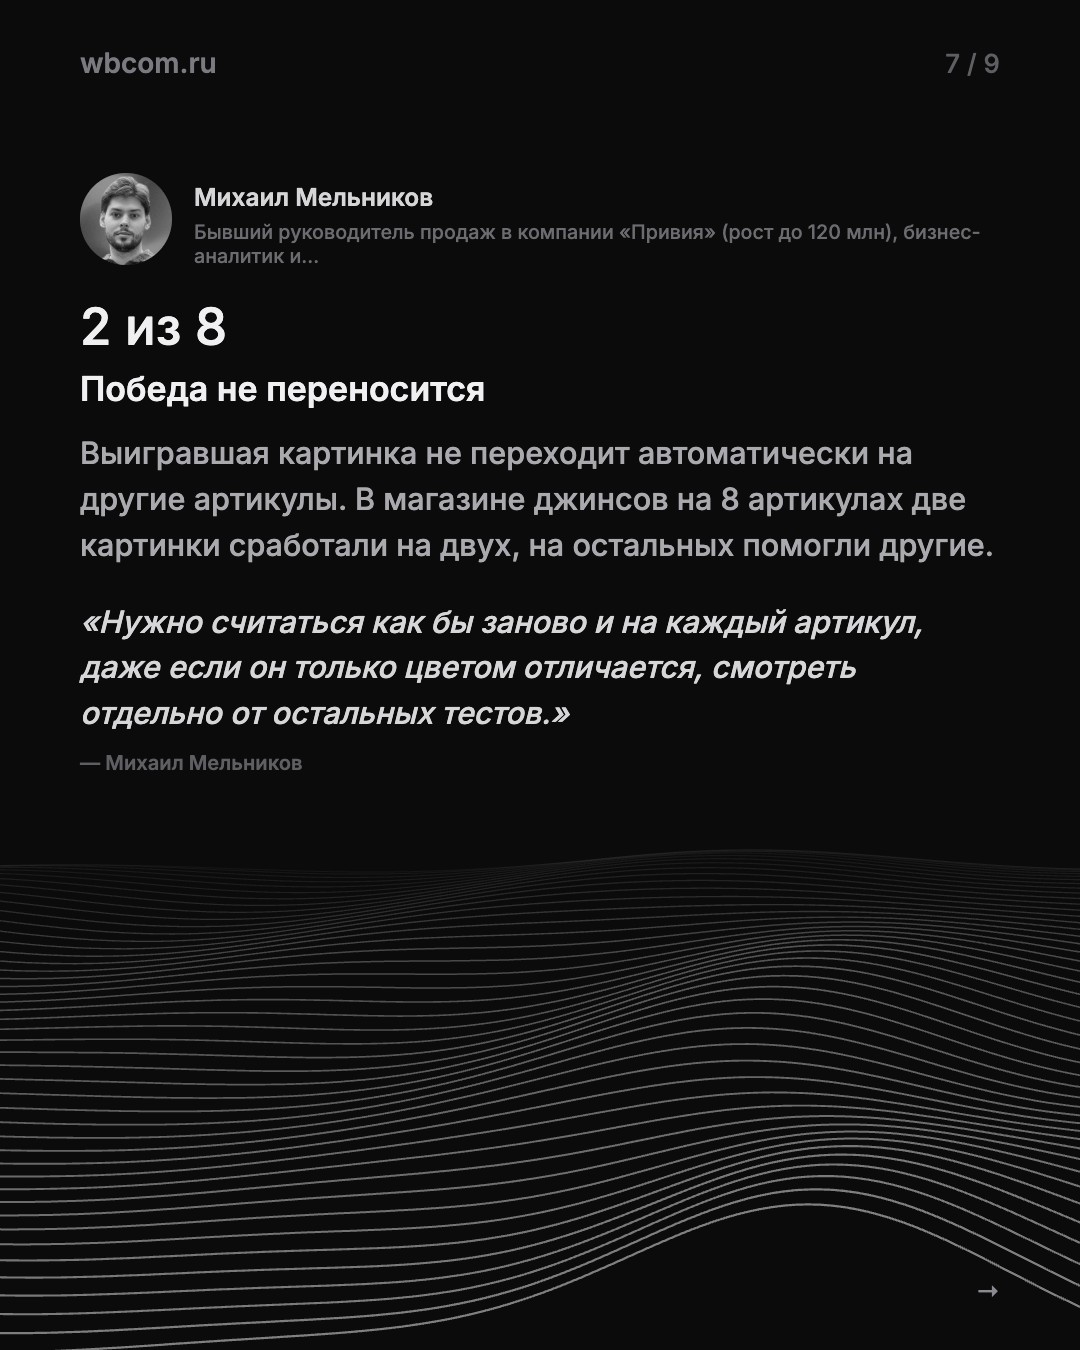 wbcom.ru
7 / 9
Михаил Мельников
Бывший руководитель продаж в компании «Привия» (рост до 120 млн), бизнес-
аналитик и...
2 из 8
Победа не переносится
Выигравшая картинка не переходит автоматически на
другие артикулы. В магазине джинсов на 8 артикулах две
картинки сработали на двух, на остальных помогли другие.
«Нужно считаться как бы заново и на каждый артикул,
даже если он только цветом отличается, смотреть
отдельно от остальных тестов.»
— Михаил Мельников
→